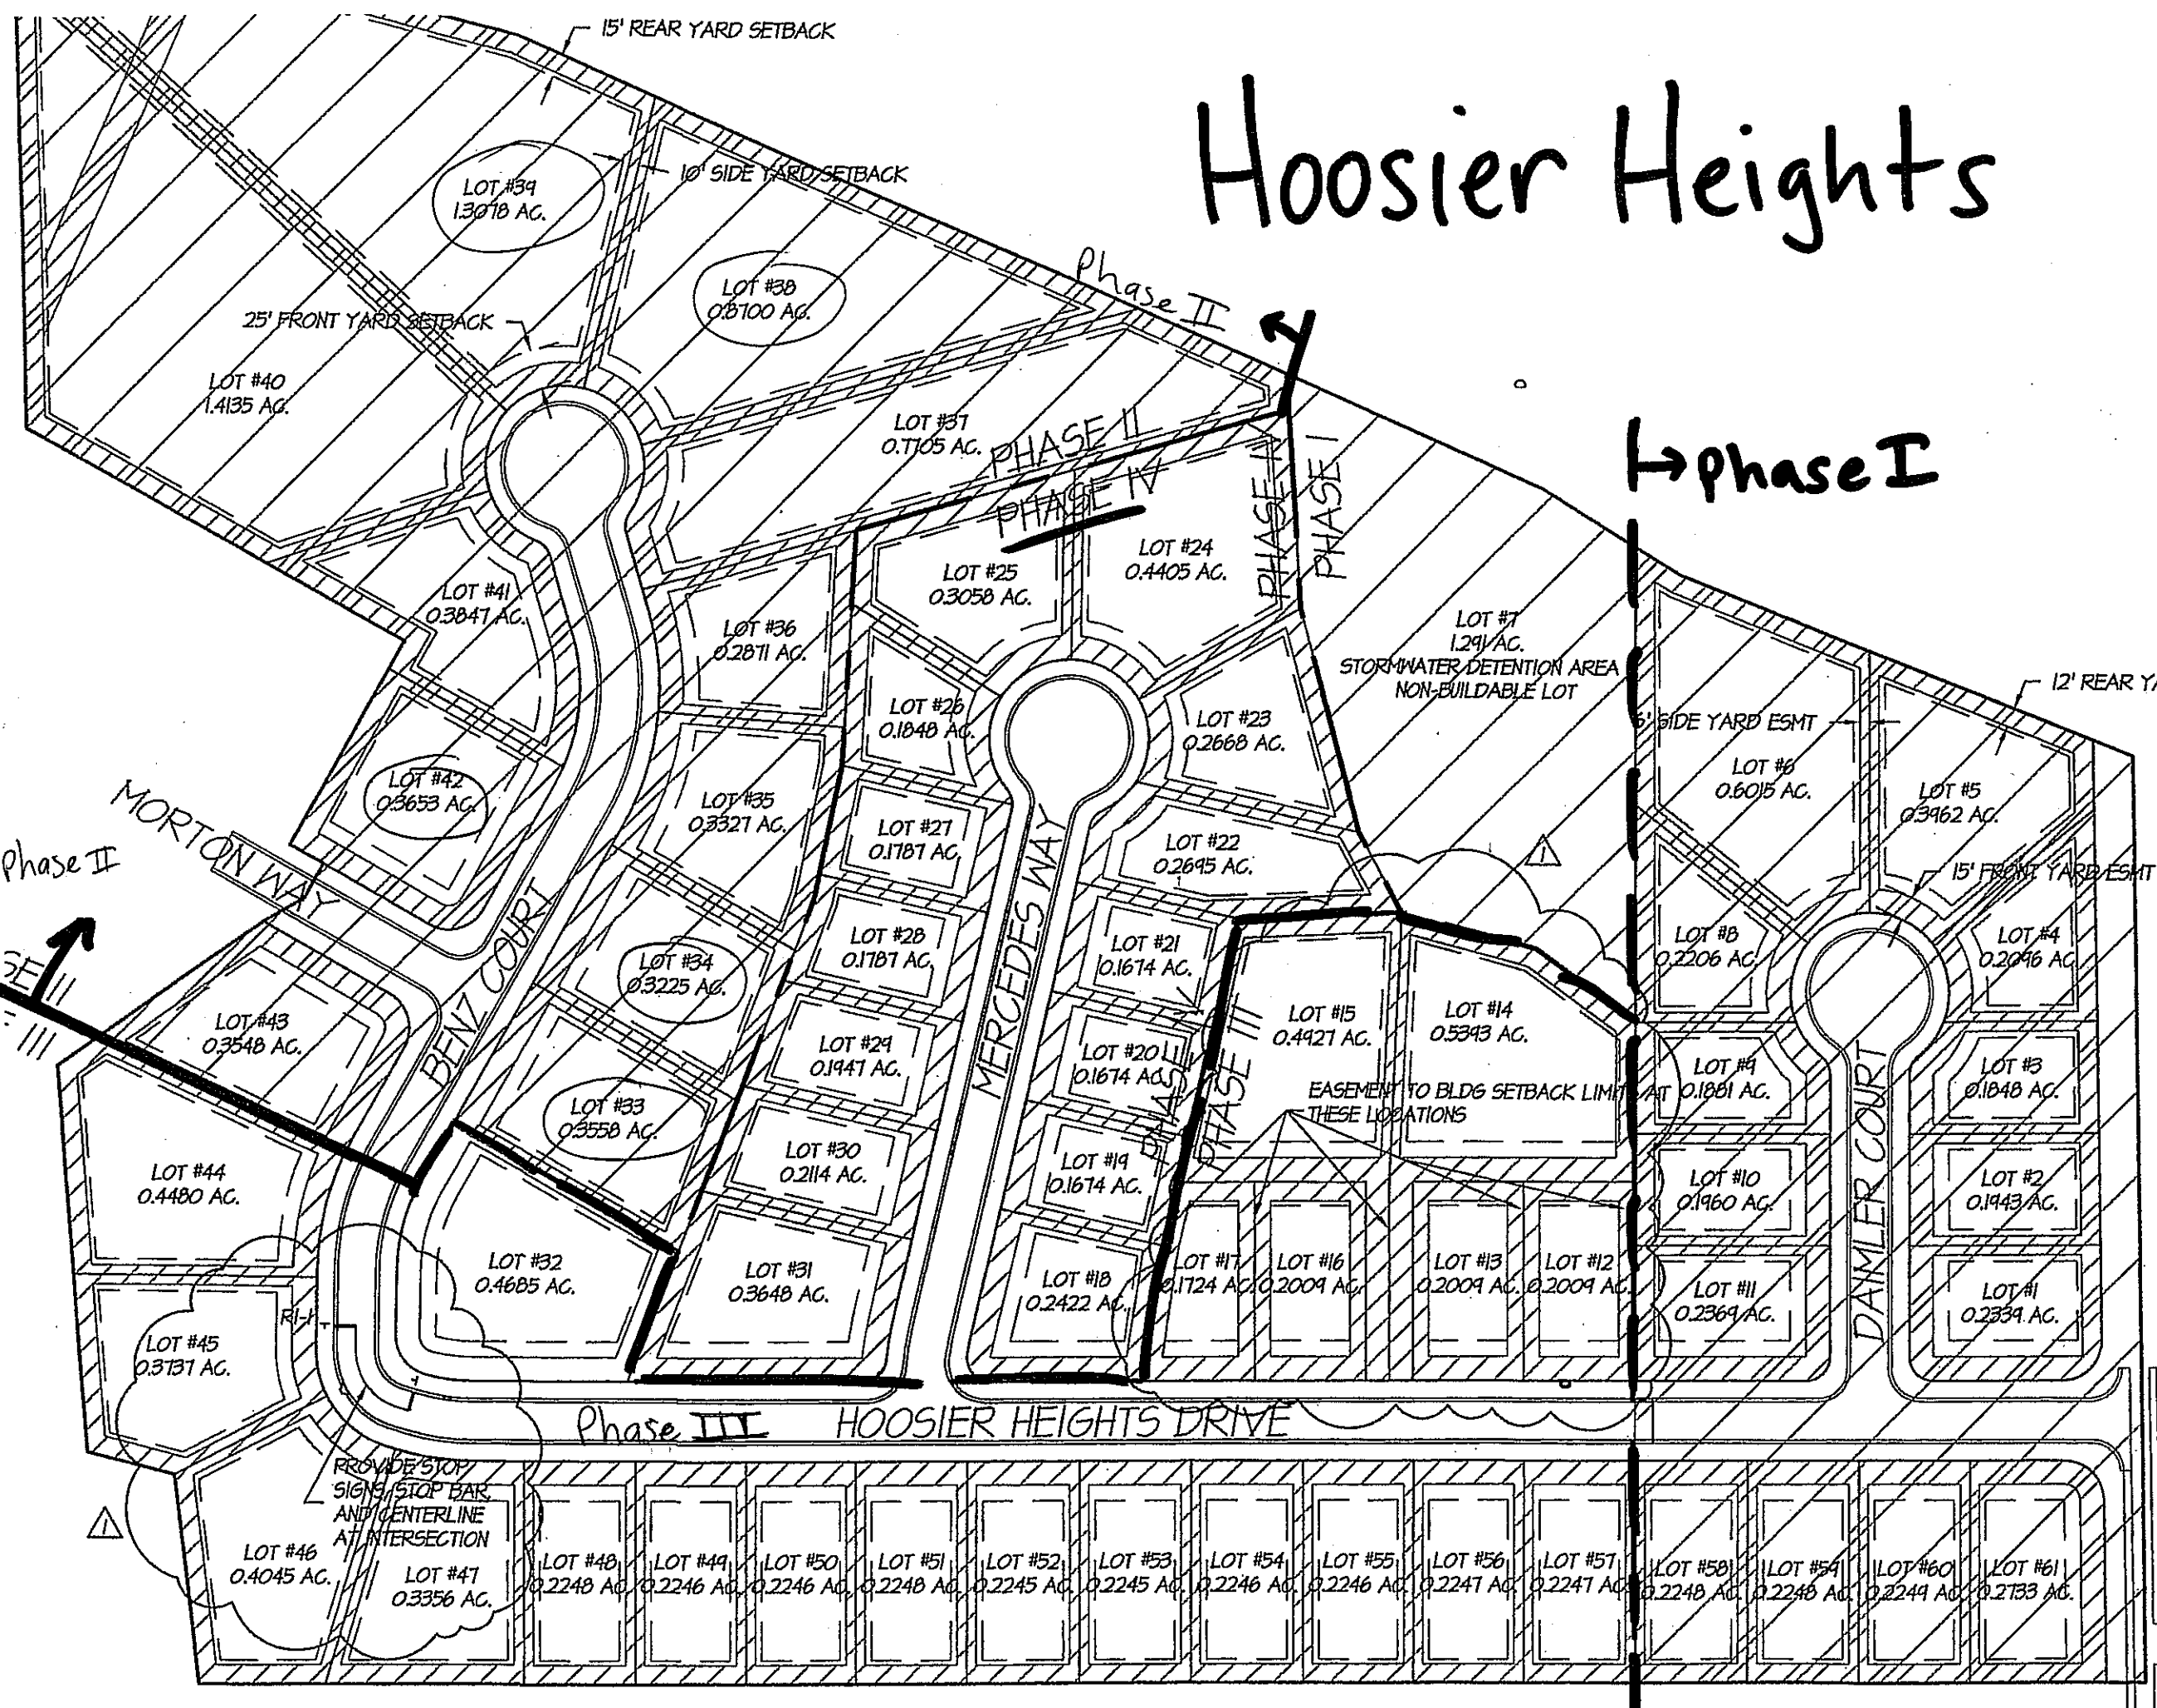 15' REAR YARD SETBACK
Hoosier Heights
10' SIDE YARD SETBACK
LOT #39
1.3078 AC.
LOT #38
0.8700 AC.
Phase II
25' FRONT YARD SETBACK
LOT #40
1.4135 AC.
LOT #37
0.7705 AC.
PHASE II
PHASE IV
PHASE I
phase I
LOT #24
0.4405 AC.
LOT #25
0.3058 AC.
LOT #41
0.3847 AC.
LOT #36
0.2871 AC.
LOT #7
1.291 AC.
STORMWATER DETENTION AREA
NON-BUILDABLE LOT
12' REAR
SIDE YARD ESMT
LOT #26
0.1848 AC.
LOT #23
0.2668 AC.
LOT #6
0.6015 AC.
LOT #5
0.3962 AC.
LOT #42
0.3653 AC.
LOT #35
0.3327 AC.
MORTON WAY
LOT #27
0.1787 AC.
LOT #22
0.2695 AC.
1
Phase II
15' FRONT YARD ESMT
LOT #28
0.1787 AC.
LOT #21
0.1674 AC.
LOT #8
0.2206 AC.
LOT #4
0.2096 AC.
LOT #34
0.3225 AC.
BENZ COURT
MERCEDES WAY
LOT #15
0.4927 AC.
LOT #14
0.5393 AC.
II
III
LOT #43
0.3548 AC.
LOT #29
0.1947 AC.
LOT #20
0.1674 AC.
PHASE
PHASE III
LOT #9
0.1881 AC.
LOT #3
0.1848 AC.
EASEMENT TO BLDG SETBACK LIMITS AT
THESE LOCATIONS
LOT #33
0.3558 AC.
LOT #30
0.2114 AC.
LOT #19
0.1674 AC.
LOT #44
0.4480 AC.
LOT #10
0.1960 AC.
LOT #2
0.1943 AC.
DAIMLER COURT
LOT #32
0.4685 AC.
LOT #31
0.3648 AC.
LOT #18
0.2422 AC.
LOT #17
0.1724 AC.
LOT #16
0.2009 AC.
LOT #13
0.2009 AC.
LOT #12
0.2009 AC.
LOT #11
0.2369 AC.
LOT #1
0.2339 AC.
R1-1
LOT #45
0.3737 AC.
Phase III
HOOSIER HEIGHTS DRIVE
PROVIDE STOP
SIGNS, STOP BAR,
AND CENTERLINE
AT INTERSECTION
1
LOT #46
0.4045 AC.
LOT #47
0.3356 AC.
LOT #48
0.2248 AC.
LOT #49
0.2246 AC.
LOT #50
0.2246 AC.
LOT #51
0.2248 AC.
LOT #52
0.2245 AC.
LOT #53
0.2245 AC.
LOT #54
0.2246 AC.
LOT #55
0.2246 AC.
LOT #56
0.2247 AC.
LOT #57
0.2247 AC.
LOT #58
0.2248 AC.
LOT #59
0.2248 AC.
LOT #60
0.2249 AC.
LOT #61
0.2733 AC.